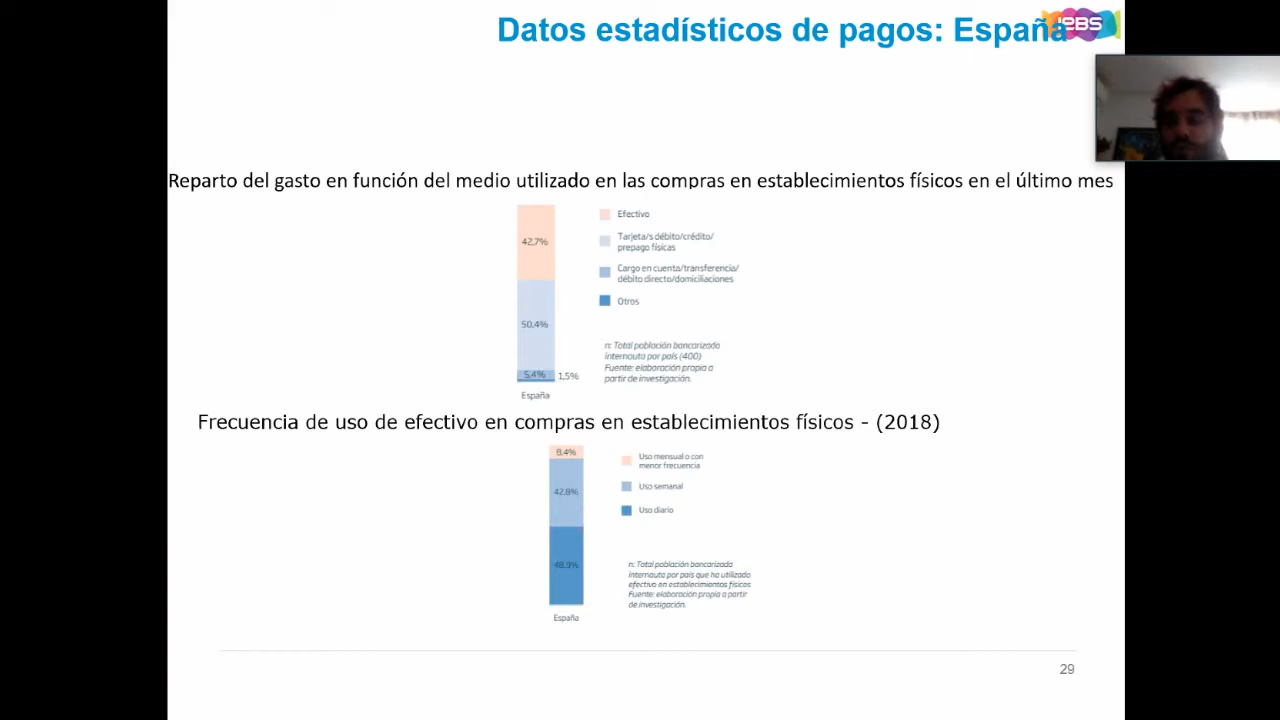 Datos estadísticos de pagos: España
IEBS
Reparto del gasto en función del medio utilizado en las compras en establecimientos físicos en el último mes
42,7%
50,4%
5,4%
1,5%
España
Efectivo
Tarjeta/s débito/crédito/
prepago físicas
Cargo en cuenta/transferencia/
débito directo/domiciliaciones
Otros
n: Total población bancarizada
internauta por país (400)
Fuente: elaboración propia a
partir de investigación.
Frecuencia de uso de efectivo en compras en establecimientos físicos - (2018)
8,4%
42,8%
48,9%
España
Uso mensual o con
menor frecuencia
Uso semanal
Uso diario
n: Total población bancarizada
internauta por país que ha utilizado
efectivo en establecimientos físicos
Fuente: elaboración propia a partir
de investigación.
29